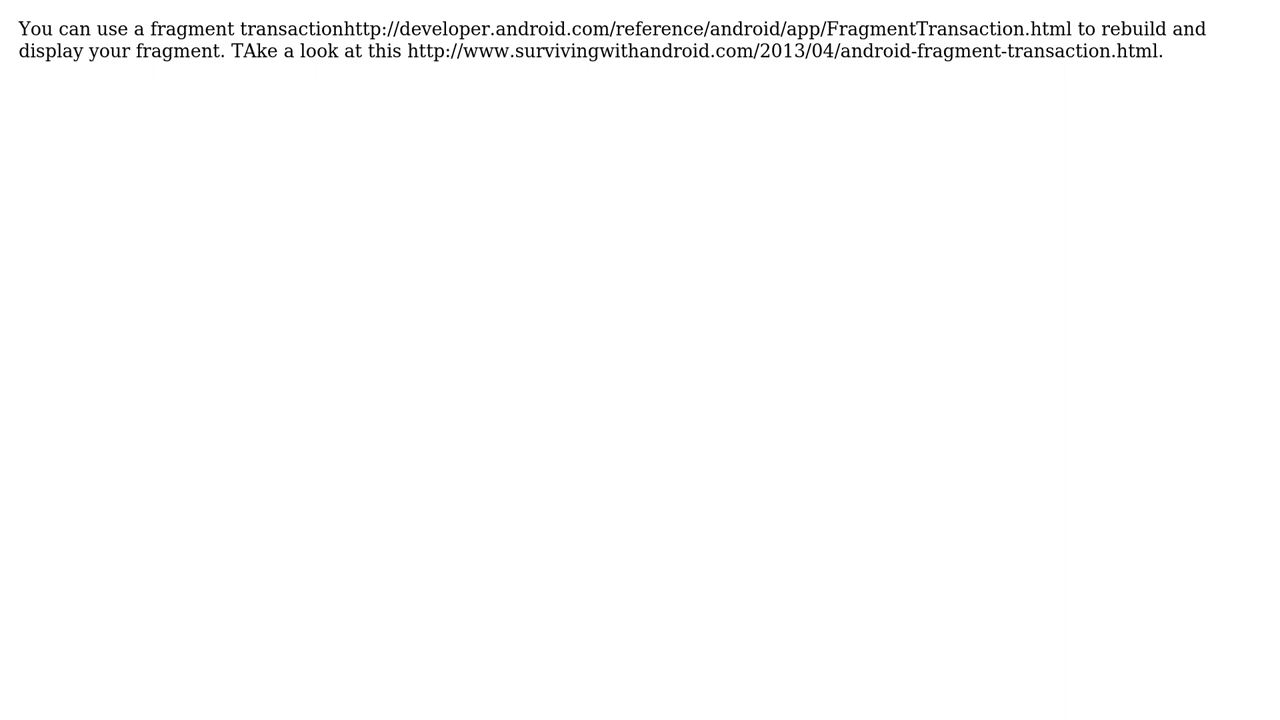 You can use a fragment transactionhttp://developer.android.com/reference/android/app/FragmentTransaction.html to rebuild and
display your fragment. TAke a look at this http://www.survivingwithandroid.com/2013/04/android-fragment-transaction.html.